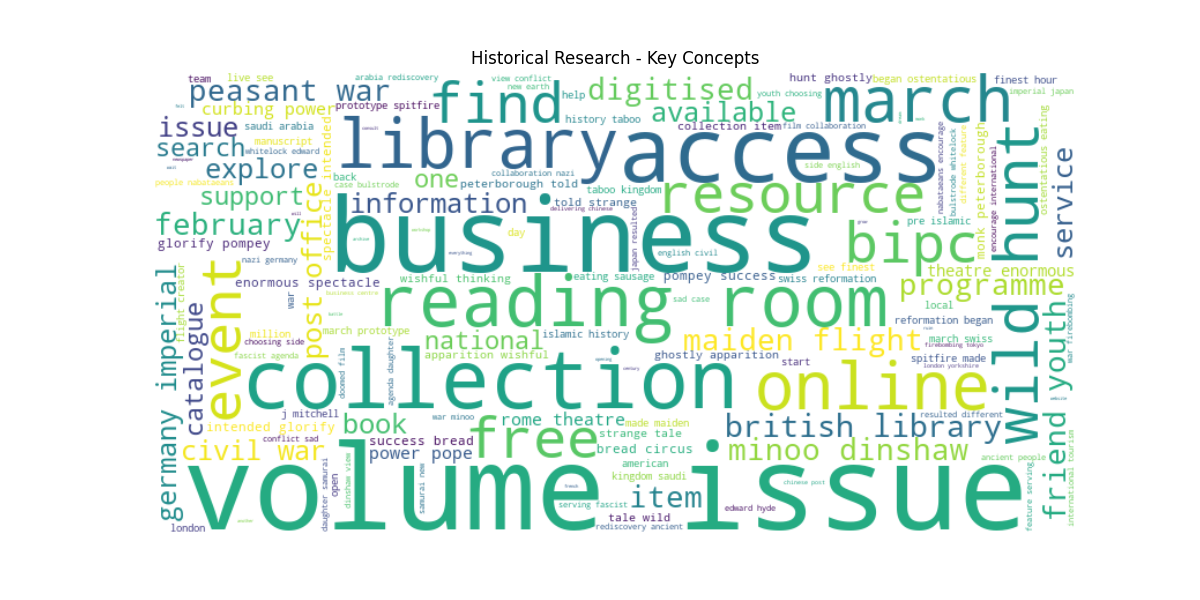 Historical Research - Key Concepts
team
live see
arabia rediscovery
view conflict
new earth
hunt ghostly
began ostentatious
finest hour
peasant war
find
digitised
march
imperial japan
curbing power
prototype spitfire
help
youth choosing
available
issue
saudi arabia
history taboo
collection item
film collaboration
library
access
search
manuscript
whitelock edward
explore
collaboration nazi
side english
back
one
case bulstrode
peterborough told
taboo kingdom
resource
people nabataeans
support
information
told strange
delivering chinese
february
business
day
pre islamic
bipc
glorify pompey
nazi germany
english civil
enormous spectacle
wishful thinking
eating sausage
pompey success
swiss reformation
see finest
theatre enormous
programme
reading room
sad case
local
business centre
war
post office
spectacle intended
hunt
wild
service
monk peterborough
ostentatious eating
nabataeans encourage
bulstrode whitelock
different feature
encourage international
japan resulted
million
march prototype
national
islamic history
maiden flight
reformation began
march swiss
firebombing tokyo
choosing side
fascist agenda
apparition wishful
ghostly apparition
start
spitfire made
london yorkshire
germany imperial
flight creator
catalogue
event
doomed film
agenda daughter
collection
online
friend youth
war firebombing
j mitchell
book
war minoo
rome theatre
made maiden
british library
resulted different
intended glorify
free
strange tale
conflict sad
success bread
civil war
power pope
bread circus
minoo dinshaw
ancient people
american
kingdom saudi
volume issue
daughter samurai
open
dinshaw view
samurai new
item
chinese post
serving fascist
edward hyde
tale wild
london
rediscovery ancient
feature serving
international tourism